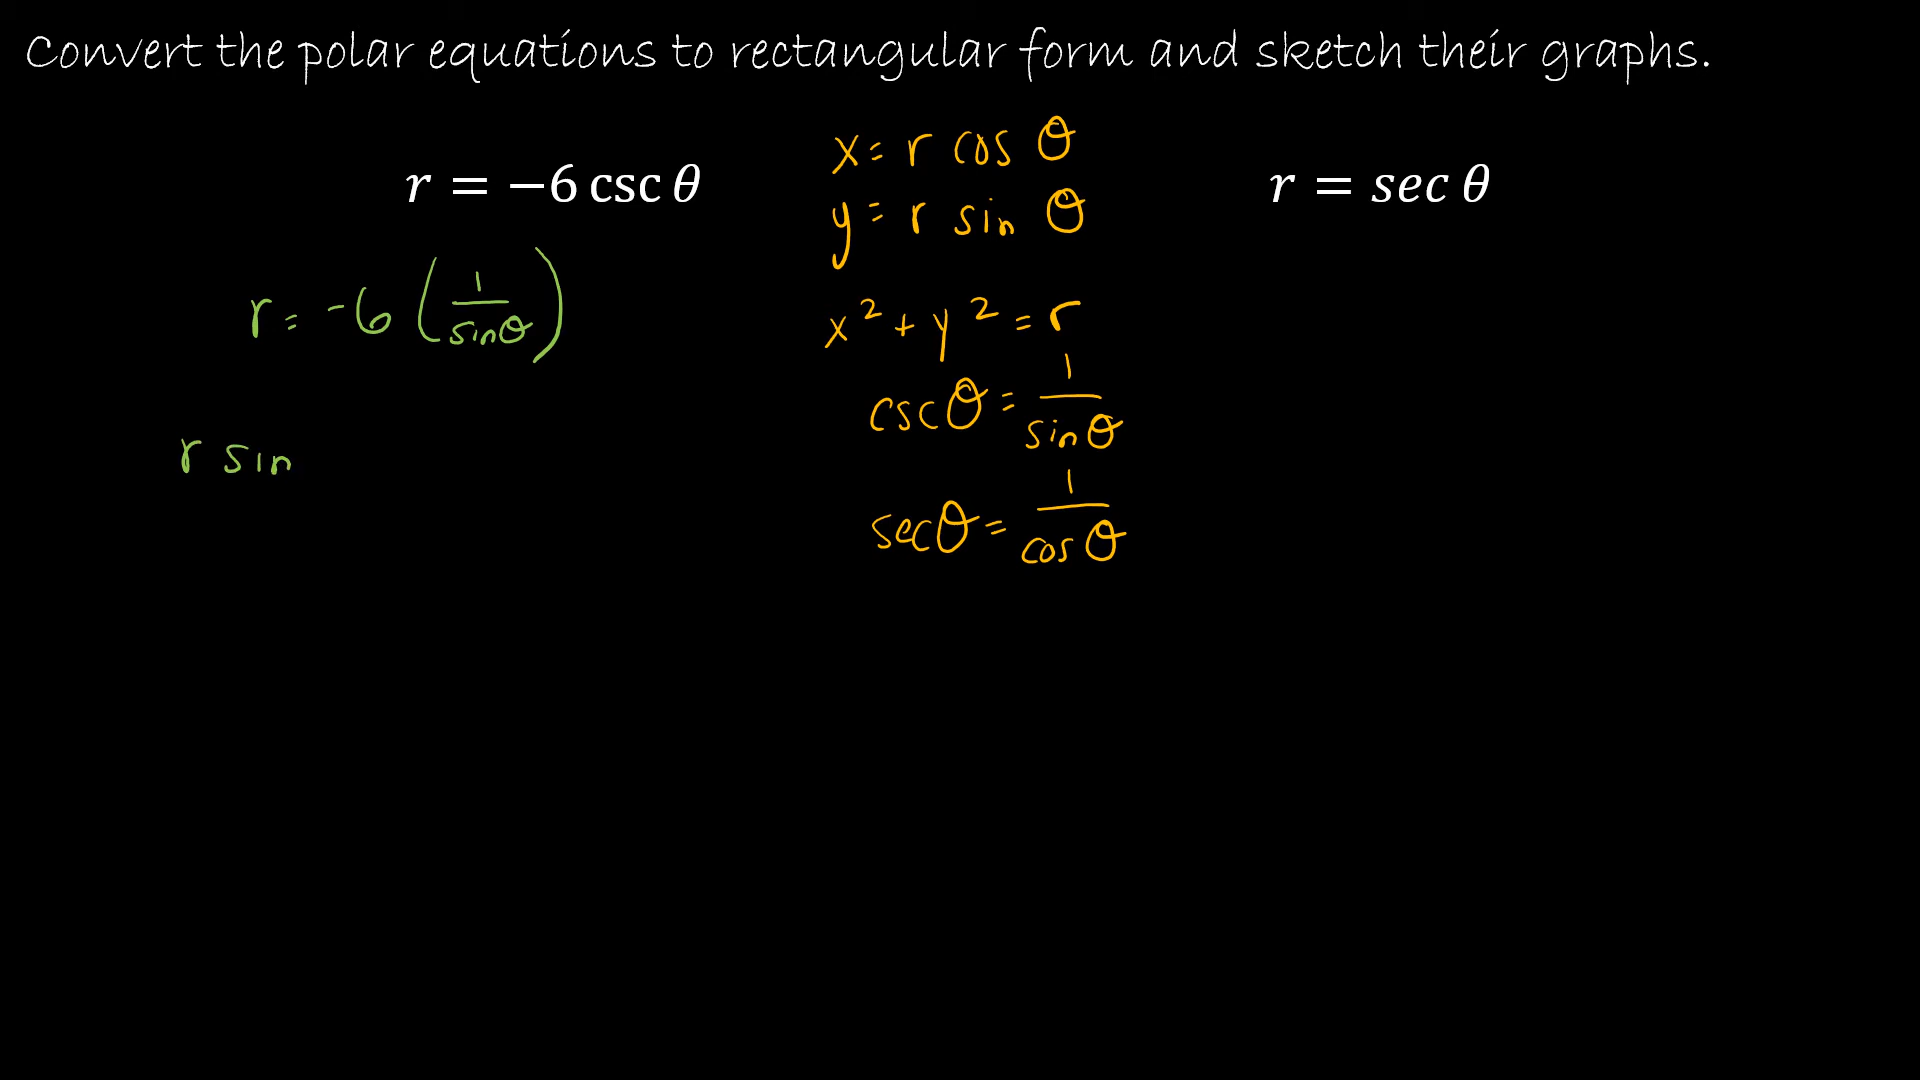 Convert the polar equations to rectangular form and sketch their graphs.
r = −6 csc θ
r = -6 (1/sinθ)
r sin
x = r cos θ
y = r sin θ
x² + y² = r
cscθ = 1/sinθ
secθ = 1/cosθ
r = sec θ